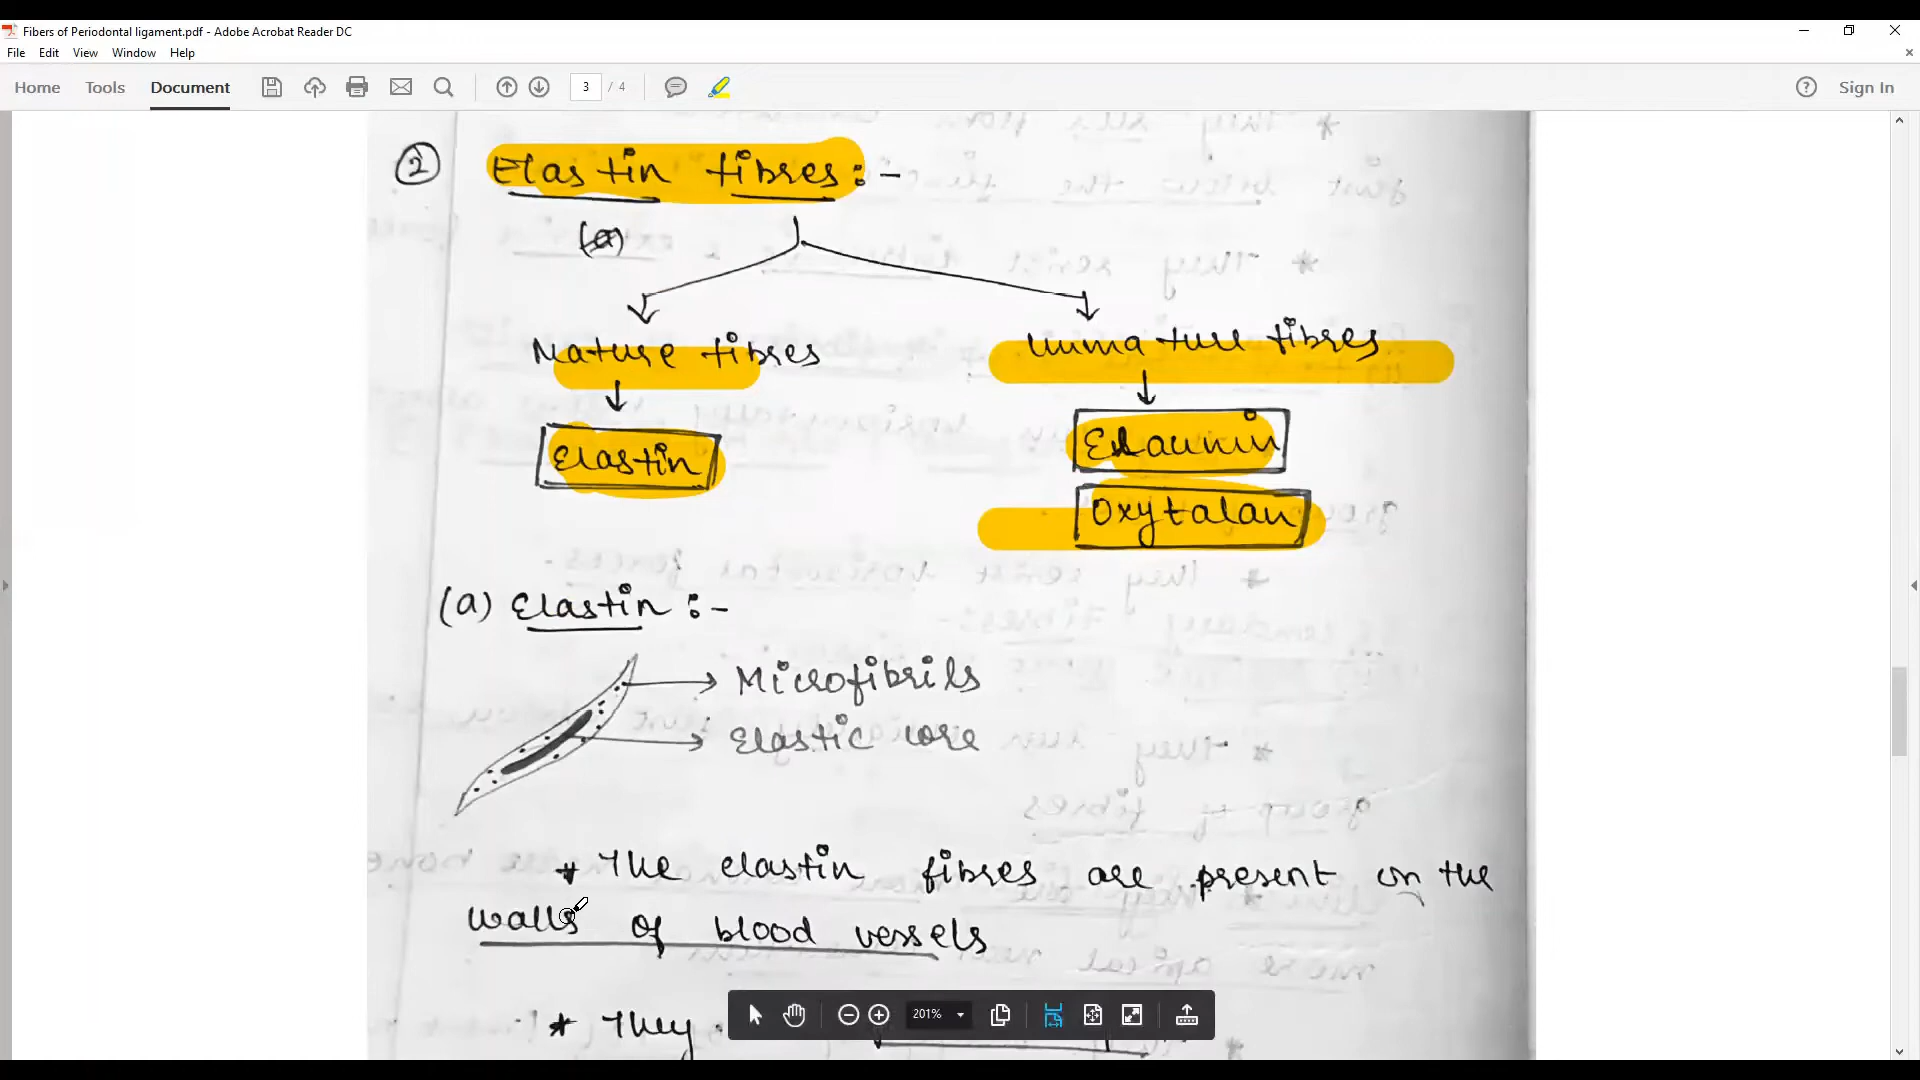 Fibers of Periodontal ligament.pdf - Adobe Acrobat Reader DC
File Edit View Window Help
Home Tools Document 3 / 4 Sign In
2 Elastin fibres :-
(a)
Mature fibres Immature fibres
Elastin Elaunin
Oxytalan
(a) Elastin :-
Microfibrils
Elastic core
* The elastin fibres are present in the
walls of blood vessels
* They
201%